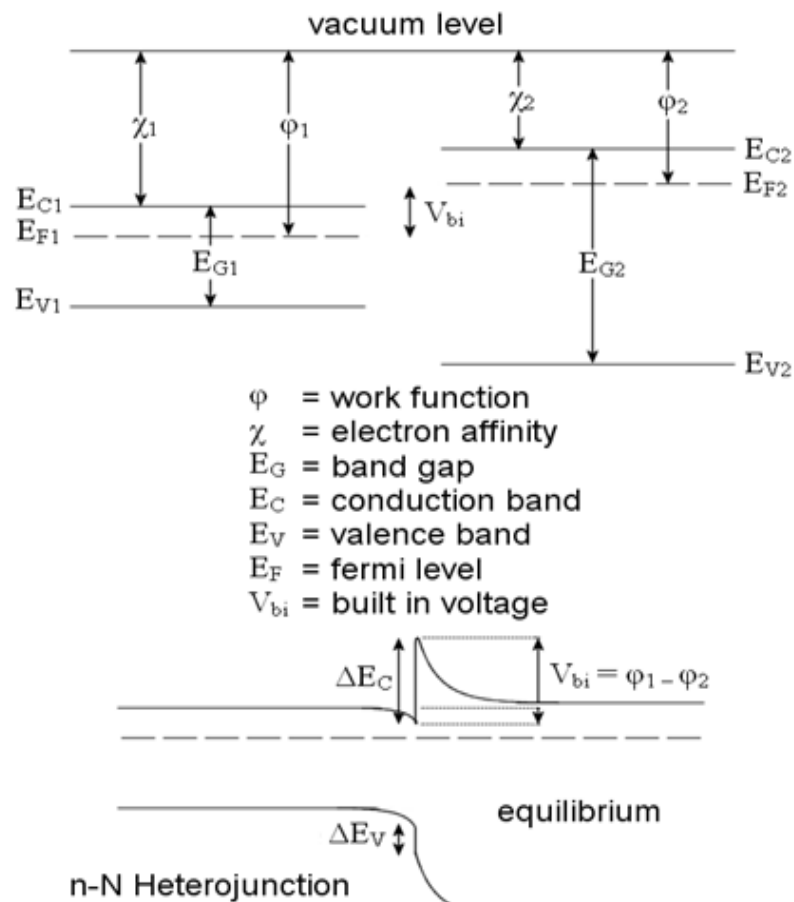 vacuum level
χ1
φ1
χ2
φ2
EC1
EF1
EG1
EV1
Vbi
EC2
EF2
EG2
EV2
φ = work function
χ = electron affinity
EG = band gap
EC = conduction band
EV = valence band
EF = fermi level
Vbi = built in voltage
ΔEC
Vbi = φ1 – φ2
equilibrium
ΔEV
n-N Heterojunction